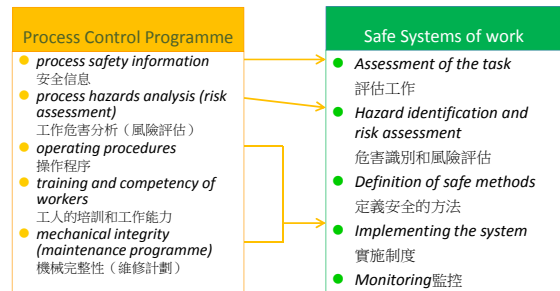 Process Control Programme
process safety information
安全信息
process hazards analysis (risk
assessment)
工作危害分析（風險評估）
operating procedures
操作程序
training and competency of
workers
工人的培訓和工作能力
mechanical integrity
(maintenance programme)
機械完整性（維修計劃）
Safe Systems of work
Assessment of the task
評估工作
Hazard identification and
risk assessment
危害識別和風險評估
Definition of safe methods
定義安全的方法
Implementing the system
實施制度
Monitoring監控